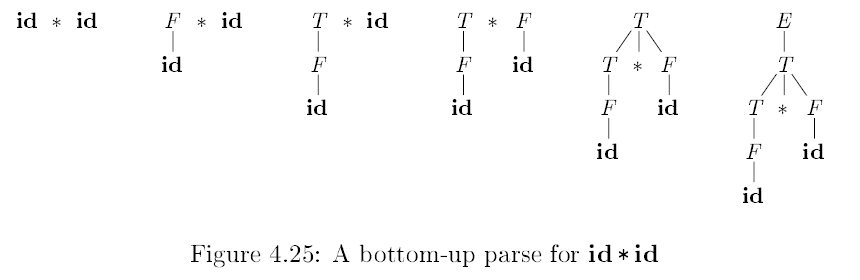 id * id F * id T * id T * F T E
id F F id T * F T
id id F id T * F
id F id
id
Figure 4.25: A bottom-up parse for id * id